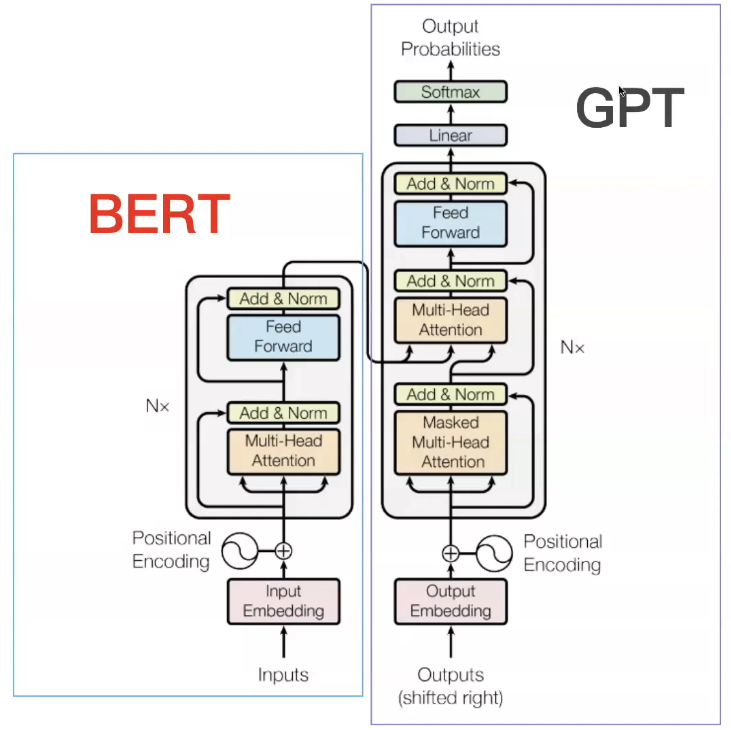 BERT
Add & Norm
Feed
Forward
Nx
Add & Norm
Multi-Head
Attention
Positional
Encoding
Input
Embedding
Inputs
GPT
Output
Probabilities
Softmax
Linear
Add & Norm
Feed
Forward
Add & Norm
Multi-Head
Attention
Nx
Add & Norm
Masked
Multi-Head
Attention
Positional
Encoding
Output
Embedding
Outputs
(shifted right)